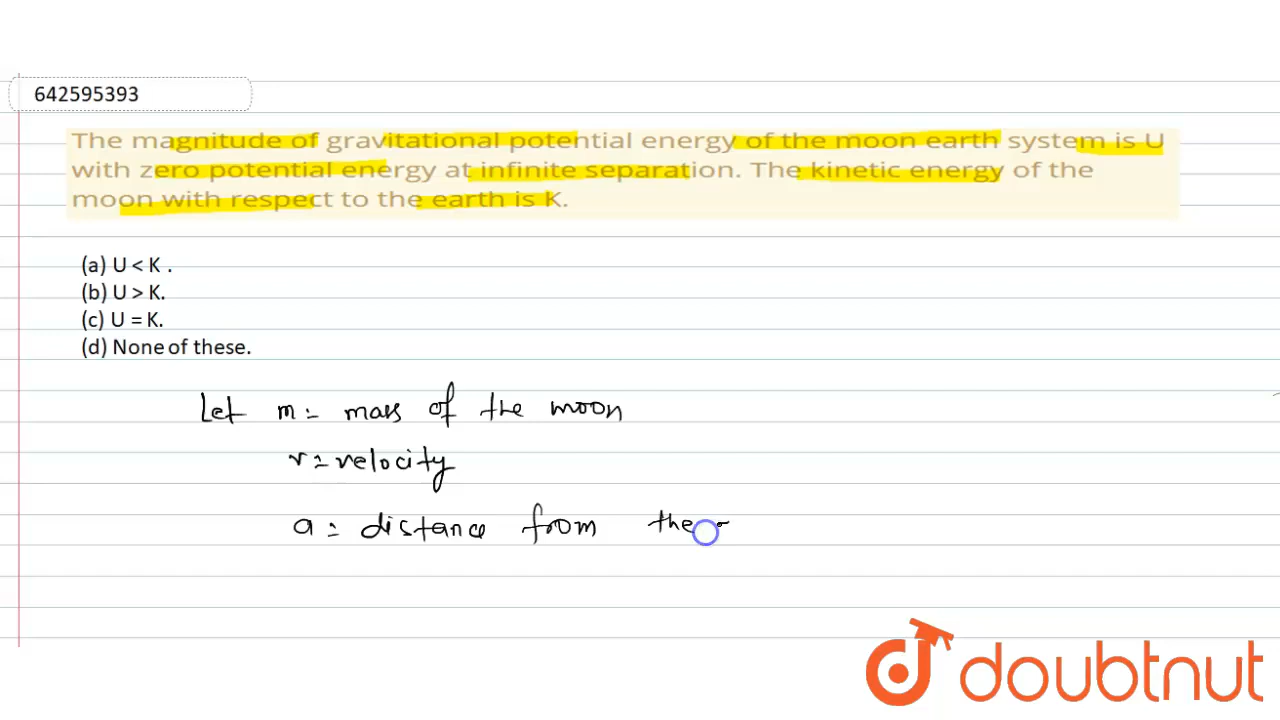 642595393
The magnitude of gravitational potential energy of the moon earth system is U
with zero potential energy at infinite separation. The kinetic energy of the
moon with respect to the earth is K.
(a) U < K .
(b) U > K.
(c) U = K.
(d) None of these.
Let m = mass of the moon
v = velocity
a = distance from the
doubtnut